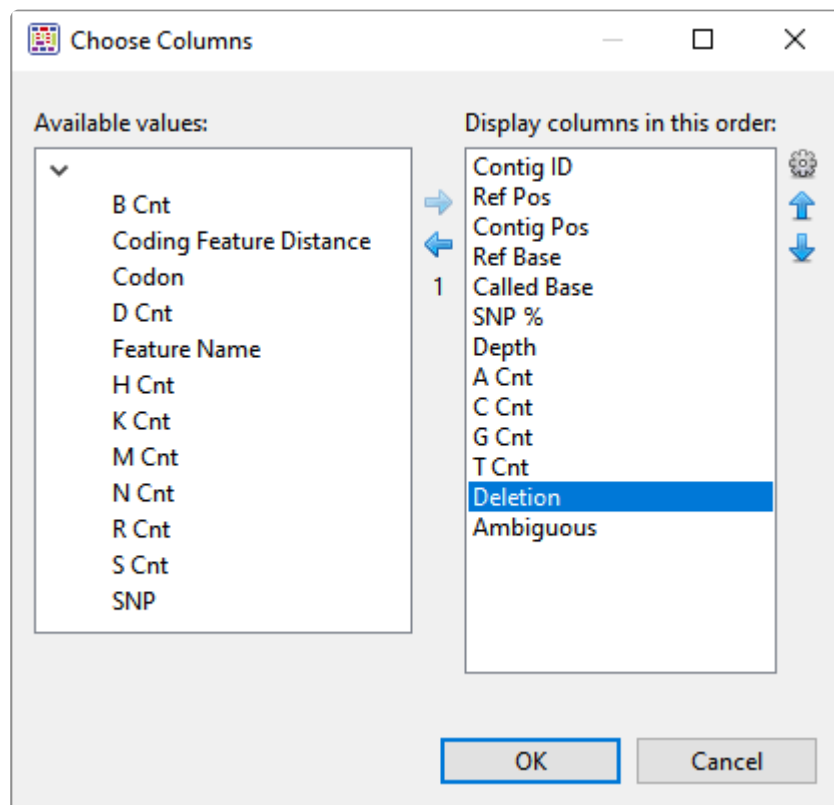 Choose Columns
Available values:
B Cnt
Coding Feature Distance
Codon
D Cnt
Feature Name
H Cnt
K Cnt
M Cnt
N Cnt
R Cnt
S Cnt
SNP
1
Display columns in this order:
Contig ID
Ref Pos
Contig Pos
Ref Base
Called Base
SNP %
Depth
A Cnt
C Cnt
G Cnt
T Cnt
Deletion
Ambiguous
OK
Cancel